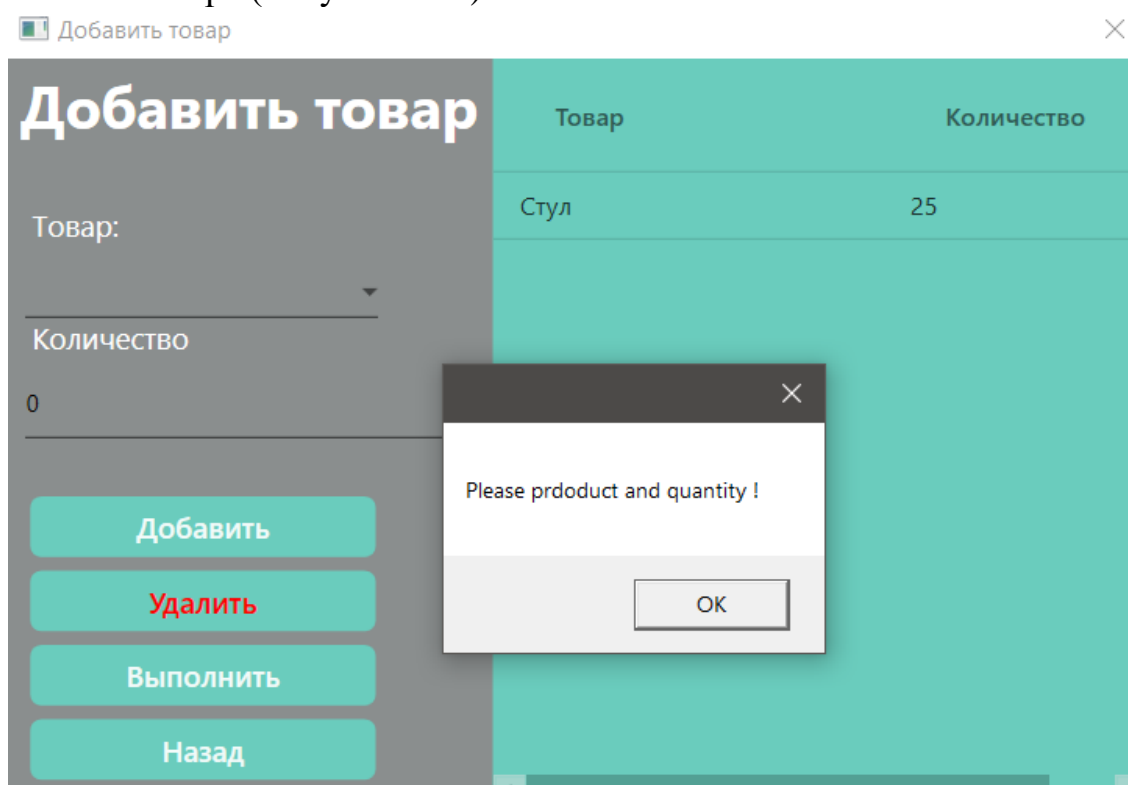 Добавить товар
Добавить товар
Товар
Количество
Стул
25
Товар:
Количество
0
Please prdoduct and quantity !
OK
Добавить
Удалить
Выполнить
Назад